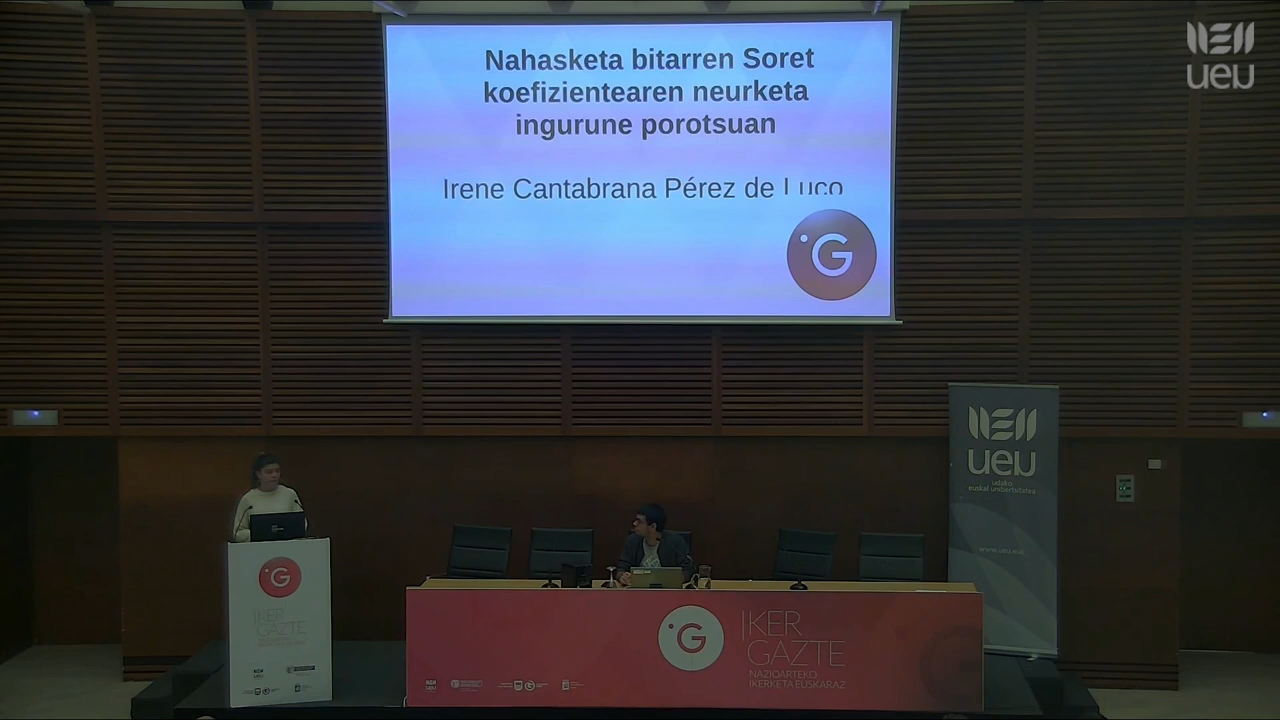 Nahasketa bitarren Soret
koefizientearen neurketa
ingurune porotsuan
Irene Cantabrana Pérez de Luco
G
ueu
ueu
udako
euskal unibertsitatea
www.ueu.eus
G
IKER
GAZTE
G
IKER
GAZTE
NAZIOARTEKO
IKERKETA EUSKARAZ